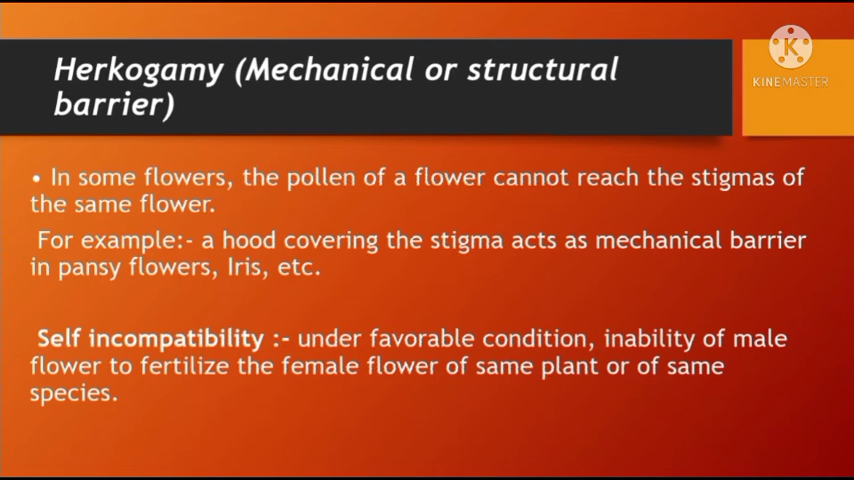 Herkogamy (Mechanical or structural
barrier)
K
KINEMASTER
• In some flowers, the pollen of a flower cannot reach the stigmas of
the same flower.
For example:- a hood covering the stigma acts as mechanical barrier
in pansy flowers, Iris, etc.
Self incompatibility :- under favorable condition, inability of male
flower to fertilize the female flower of same plant or of same
species.